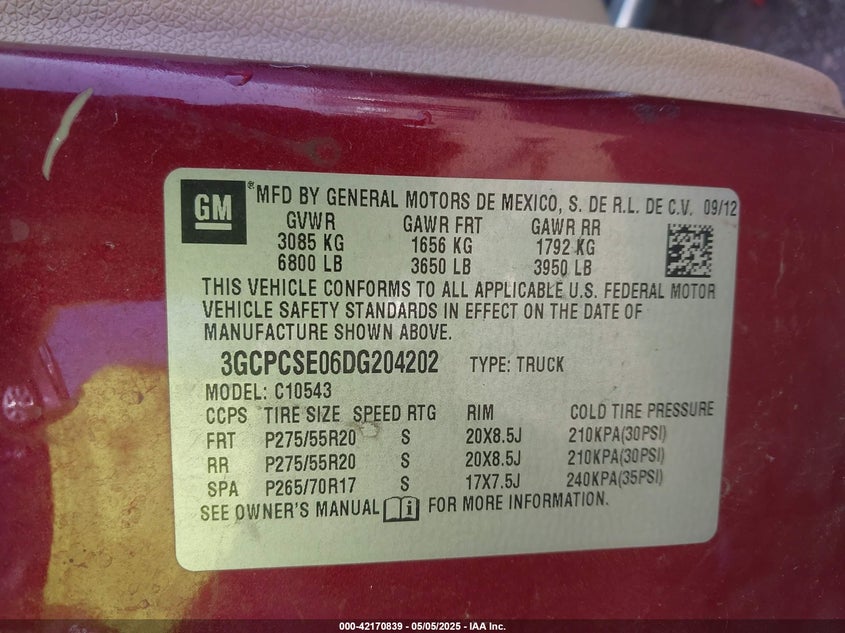 GM ® MFD BY GENERAL MOTORS DE MEXICO, S. DE R.L. DE C.V. 09/12
GVWR GAWR FRT GAWR RR
3085 KG 1656 KG 1792 KG
6800 LB 3650 LB 3950 LB
THIS VEHICLE CONFORMS TO ALL APPLICABLE U.S. FEDERAL MOTOR
VEHICLE SAFETY STANDARDS IN EFFECT ON THE DATE OF
MANUFACTURE SHOWN ABOVE.
3GCPCSE06DG204202 TYPE: TRUCK
MODEL: C10543
CCPS TIRE SIZE SPEED RTG RIM COLD TIRE PRESSURE
FRT P275/55R20 S 20X8.5J 210KPA(30PSI)
RR P275/55R20 S 20X8.5J 210KPA(30PSI)
SPA P265/70R17 S 17X7.5J 240KPA(35PSI)
SEE OWNER'S MANUAL i FOR MORE INFORMATION.
000-42170839 - 05/05/2025 - IAA Inc.